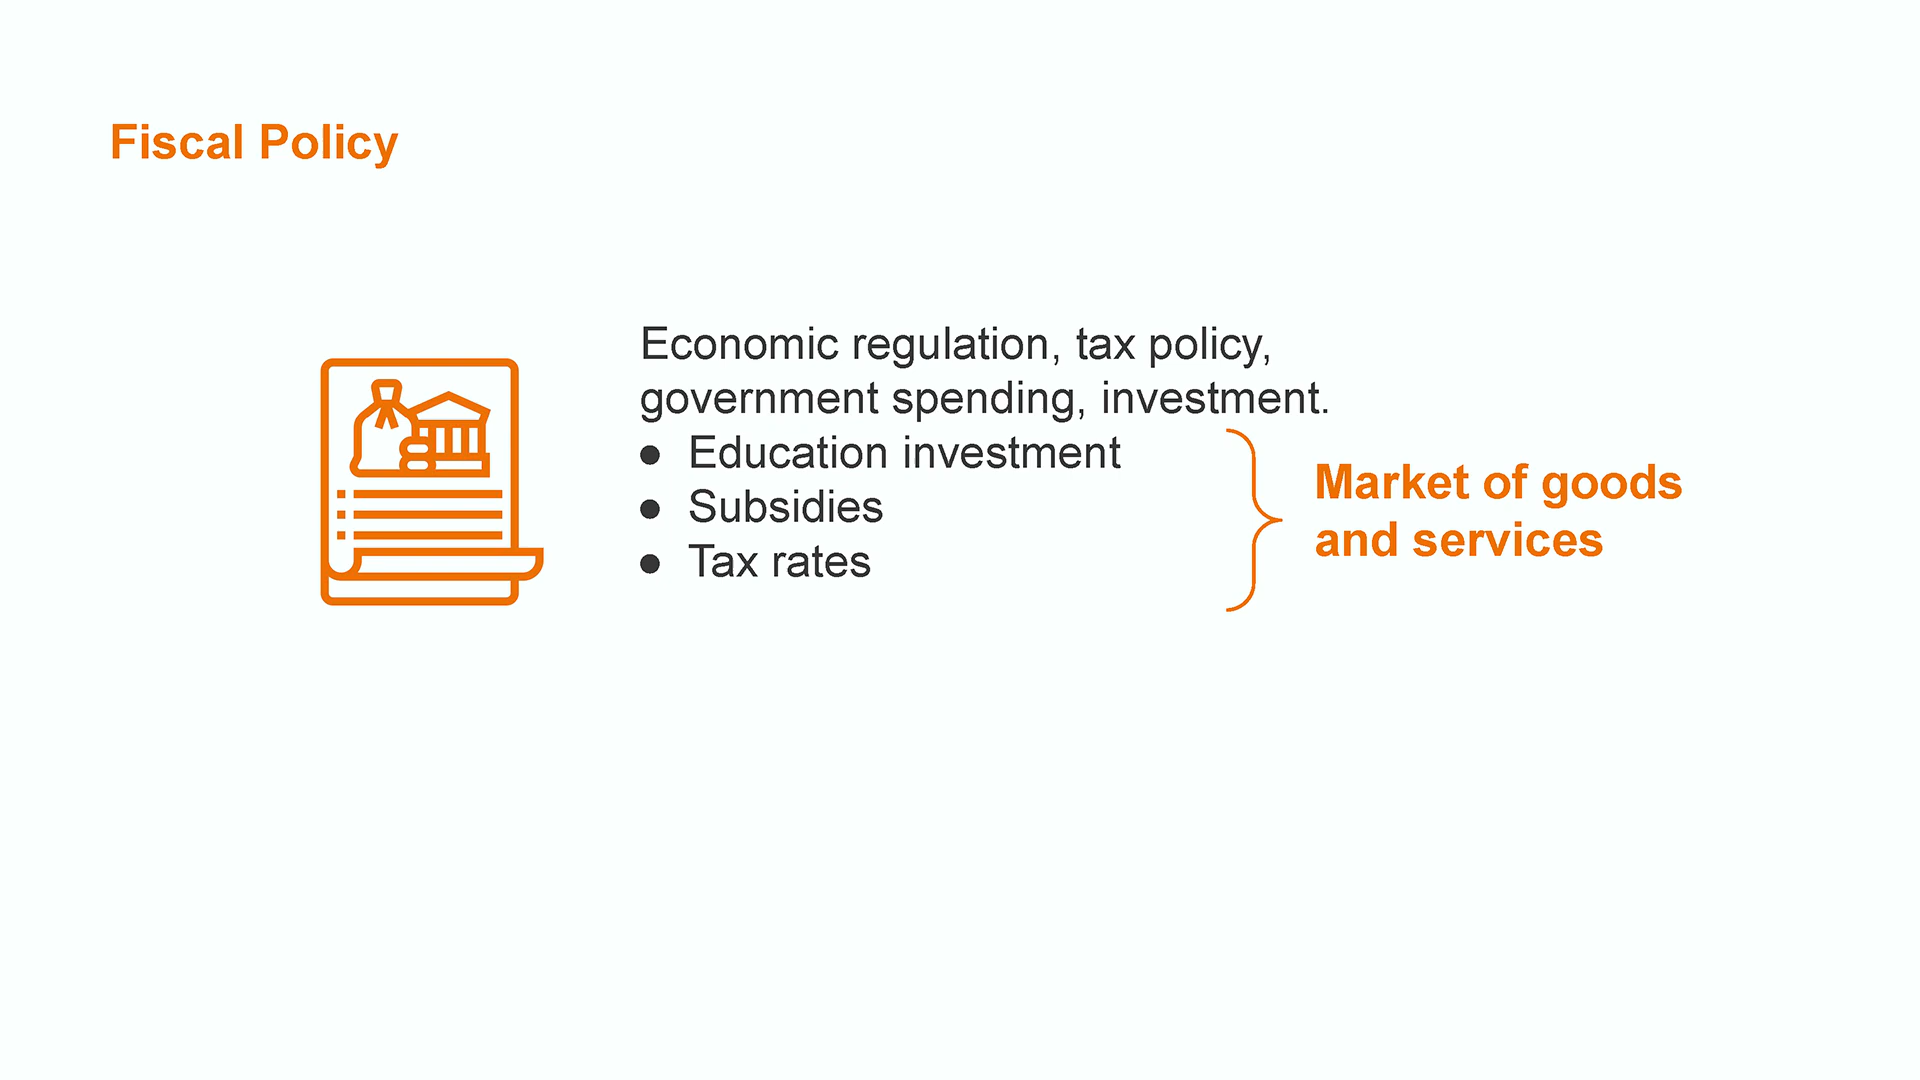 Fiscal Policy
Economic regulation, tax policy,
government spending, investment.
● Education investment
● Subsidies
● Tax rates
Market of goods
and services